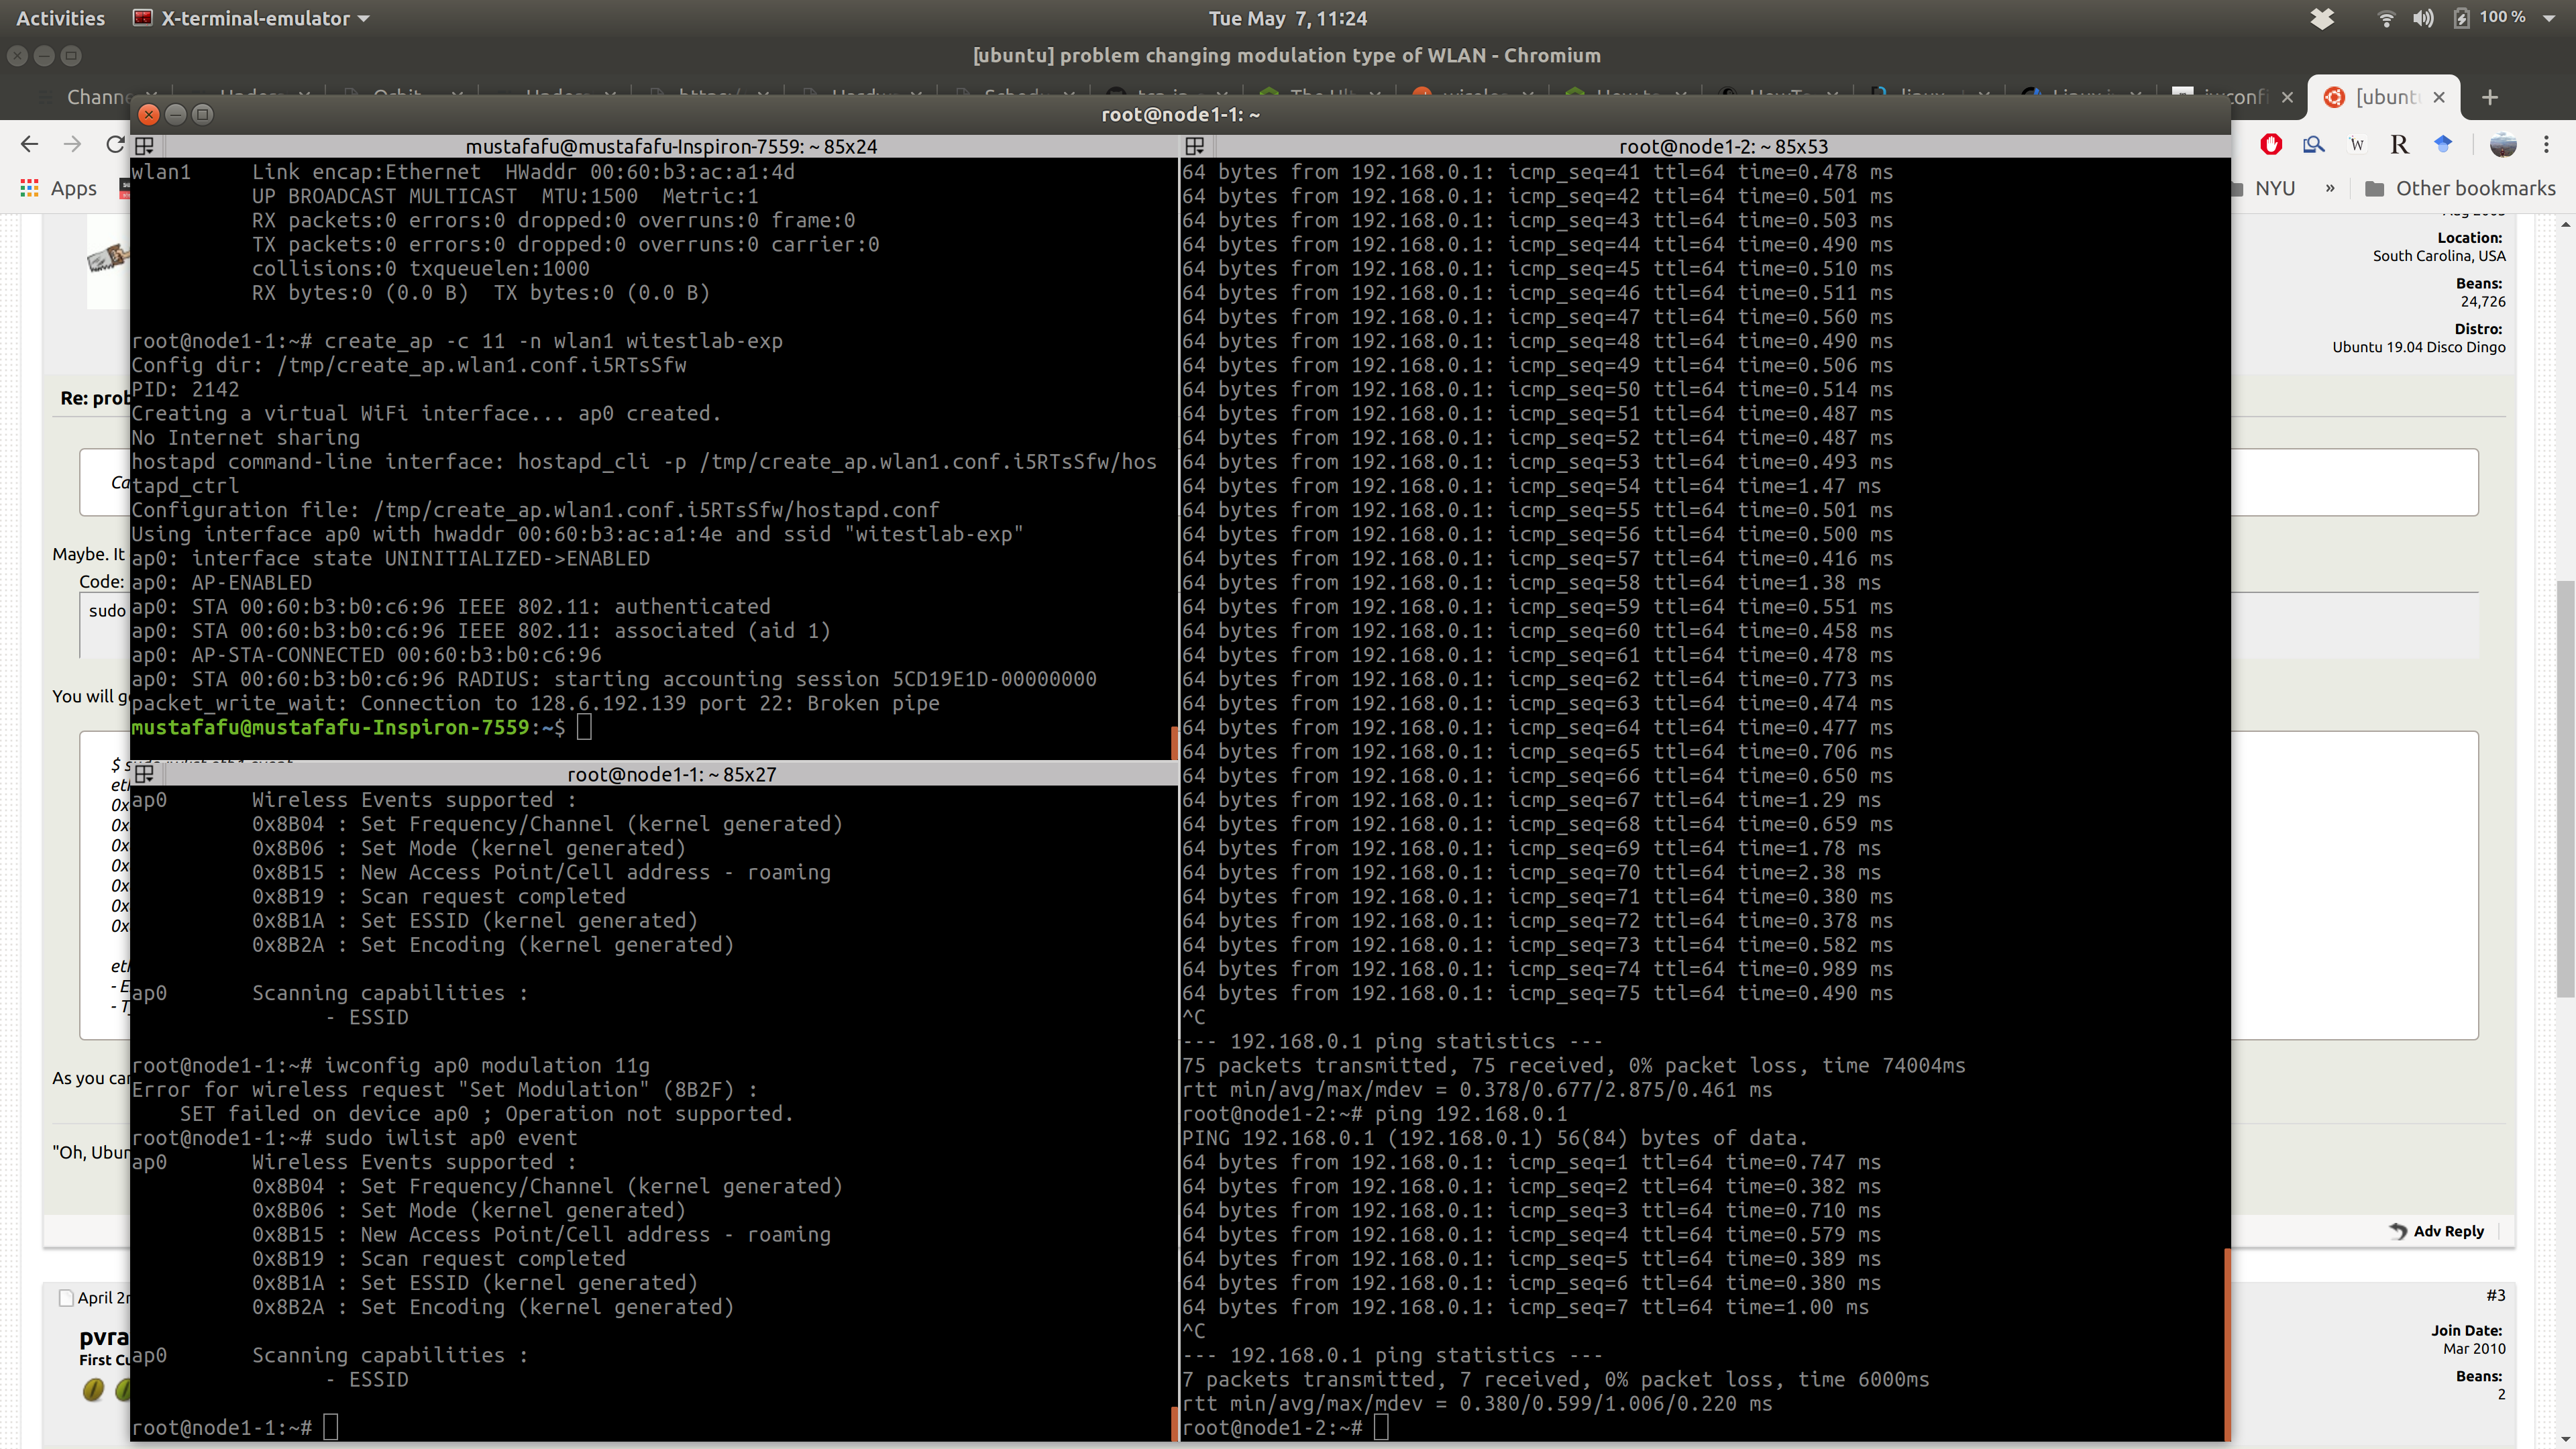 Activities X-terminal-emulator Tue May 7, 11:24 100 %
[ubuntu] problem changing modulation type of WLAN - Chromium
Channe
[ubunt
root@node1-1: ~
Apps
NYU » Other bookmarks
mustafafu@mustafafu-Inspiron-7559: ~ 85x24
wlan1 Link encap:Ethernet HWaddr 00:60:b3:ac:a1:4d
UP BROADCAST MULTICAST MTU:1500 Metric:1
RX packets:0 errors:0 dropped:0 overruns:0 frame:0
TX packets:0 errors:0 dropped:0 overruns:0 carrier:0
collisions:0 txqueuelen:1000
RX bytes:0 (0.0 B) TX bytes:0 (0.0 B)
root@node1-1:~# create_ap -c 11 -n wlan1 witestlab-exp
Config dir: /tmp/create_ap.wlan1.conf.i5RTsSfw
PID: 2142
Creating a virtual WiFi interface... ap0 created.
No Internet sharing
hostapd command-line interface: hostapd_cli -p /tmp/create_ap.wlan1.conf.i5RTsSfw/hos
tapd_ctrl
Configuration file: /tmp/create_ap.wlan1.conf.i5RTsSfw/hostapd.conf
Using interface ap0 with hwaddr 00:60:b3:ac:a1:4e and ssid "witestlab-exp"
ap0: interface state UNINITIALIZED->ENABLED
ap0: AP-ENABLED
ap0: STA 00:60:b3:b0:c6:96 IEEE 802.11: authenticated
ap0: STA 00:60:b3:b0:c6:96 IEEE 802.11: associated (aid 1)
ap0: AP-STA-CONNECTED 00:60:b3:b0:c6:96
ap0: STA 00:60:b3:b0:c6:96 RADIUS: starting accounting session 5CD19E1D-00000000
packet_write_wait: Connection to 128.6.192.139 port 22: Broken pipe
mustafafu@mustafafu-Inspiron-7559:~$
root@node1-1: ~ 85x27
ap0 Wireless Events supported :
0x8B04 : Set Frequency/Channel (kernel generated)
0x8B06 : Set Mode (kernel generated)
0x8B15 : New Access Point/Cell address - roaming
0x8B19 : Scan request completed
0x8B1A : Set ESSID (kernel generated)
0x8B2A : Set Encoding (kernel generated)
ap0 Scanning capabilities :
- ESSID
root@node1-1:~# iwconfig ap0 modulation 11g
Error for wireless request "Set Modulation" (8B2F) :
SET failed on device ap0 ; Operation not supported.
root@node1-1:~# sudo iwlist ap0 event
ap0 Wireless Events supported :
0x8B04 : Set Frequency/Channel (kernel generated)
0x8B06 : Set Mode (kernel generated)
0x8B15 : New Access Point/Cell address - roaming
0x8B19 : Scan request completed
0x8B1A : Set ESSID (kernel generated)
0x8B2A : Set Encoding (kernel generated)
ap0 Scanning capabilities :
- ESSID
root@node1-1:~#
root@node1-2: ~ 85x53
64 bytes from 192.168.0.1: icmp_seq=41 ttl=64 time=0.478 ms
64 bytes from 192.168.0.1: icmp_seq=42 ttl=64 time=0.501 ms
64 bytes from 192.168.0.1: icmp_seq=43 ttl=64 time=0.503 ms
64 bytes from 192.168.0.1: icmp_seq=44 ttl=64 time=0.490 ms
64 bytes from 192.168.0.1: icmp_seq=45 ttl=64 time=0.510 ms
64 bytes from 192.168.0.1: icmp_seq=46 ttl=64 time=0.511 ms
64 bytes from 192.168.0.1: icmp_seq=47 ttl=64 time=0.560 ms
64 bytes from 192.168.0.1: icmp_seq=48 ttl=64 time=0.490 ms
64 bytes from 192.168.0.1: icmp_seq=49 ttl=64 time=0.506 ms
64 bytes from 192.168.0.1: icmp_seq=50 ttl=64 time=0.514 ms
64 bytes from 192.168.0.1: icmp_seq=51 ttl=64 time=0.487 ms
64 bytes from 192.168.0.1: icmp_seq=52 ttl=64 time=0.487 ms
64 bytes from 192.168.0.1: icmp_seq=53 ttl=64 time=0.493 ms
64 bytes from 192.168.0.1: icmp_seq=54 ttl=64 time=1.47 ms
64 bytes from 192.168.0.1: icmp_seq=55 ttl=64 time=0.501 ms
64 bytes from 192.168.0.1: icmp_seq=56 ttl=64 time=0.500 ms
64 bytes from 192.168.0.1: icmp_seq=57 ttl=64 time=0.416 ms
64 bytes from 192.168.0.1: icmp_seq=58 ttl=64 time=1.38 ms
64 bytes from 192.168.0.1: icmp_seq=59 ttl=64 time=0.551 ms
64 bytes from 192.168.0.1: icmp_seq=60 ttl=64 time=0.458 ms
64 bytes from 192.168.0.1: icmp_seq=61 ttl=64 time=0.478 ms
64 bytes from 192.168.0.1: icmp_seq=62 ttl=64 time=0.773 ms
64 bytes from 192.168.0.1: icmp_seq=63 ttl=64 time=0.474 ms
64 bytes from 192.168.0.1: icmp_seq=64 ttl=64 time=0.477 ms
64 bytes from 192.168.0.1: icmp_seq=65 ttl=64 time=0.706 ms
64 bytes from 192.168.0.1: icmp_seq=66 ttl=64 time=0.650 ms
64 bytes from 192.168.0.1: icmp_seq=67 ttl=64 time=1.29 ms
64 bytes from 192.168.0.1: icmp_seq=68 ttl=64 time=0.659 ms
64 bytes from 192.168.0.1: icmp_seq=69 ttl=64 time=1.78 ms
64 bytes from 192.168.0.1: icmp_seq=70 ttl=64 time=2.38 ms
64 bytes from 192.168.0.1: icmp_seq=71 ttl=64 time=0.380 ms
64 bytes from 192.168.0.1: icmp_seq=72 ttl=64 time=0.378 ms
64 bytes from 192.168.0.1: icmp_seq=73 ttl=64 time=0.582 ms
64 bytes from 192.168.0.1: icmp_seq=74 ttl=64 time=0.989 ms
64 bytes from 192.168.0.1: icmp_seq=75 ttl=64 time=0.490 ms
^C
--- 192.168.0.1 ping statistics ---
75 packets transmitted, 75 received, 0% packet loss, time 74004ms
rtt min/avg/max/mdev = 0.378/0.677/2.875/0.461 ms
root@node1-2:~# ping 192.168.0.1
PING 192.168.0.1 (192.168.0.1) 56(84) bytes of data.
64 bytes from 192.168.0.1: icmp_seq=1 ttl=64 time=0.747 ms
64 bytes from 192.168.0.1: icmp_seq=2 ttl=64 time=0.382 ms
64 bytes from 192.168.0.1: icmp_seq=3 ttl=64 time=0.710 ms
64 bytes from 192.168.0.1: icmp_seq=4 ttl=64 time=0.579 ms
64 bytes from 192.168.0.1: icmp_seq=5 ttl=64 time=0.389 ms
64 bytes from 192.168.0.1: icmp_seq=6 ttl=64 time=0.380 ms
64 bytes from 192.168.0.1: icmp_seq=7 ttl=64 time=1.00 ms
^C
--- 192.168.0.1 ping statistics ---
7 packets transmitted, 7 received, 0% packet loss, time 6000ms
rtt min/avg/max/mdev = 0.380/0.599/1.006/0.220 ms
root@node1-2:~#
Re: prob
Ca
Maybe. It
Code:
sudo
You will g
As you car
"Oh, Ubun
April 2n
pvra
First Cu
Location:
South Carolina, USA
Beans:
24,726
Distro:
Ubuntu 19.04 Disco Dingo
Adv Reply
#3
Join Date:
Mar 2010
Beans:
2